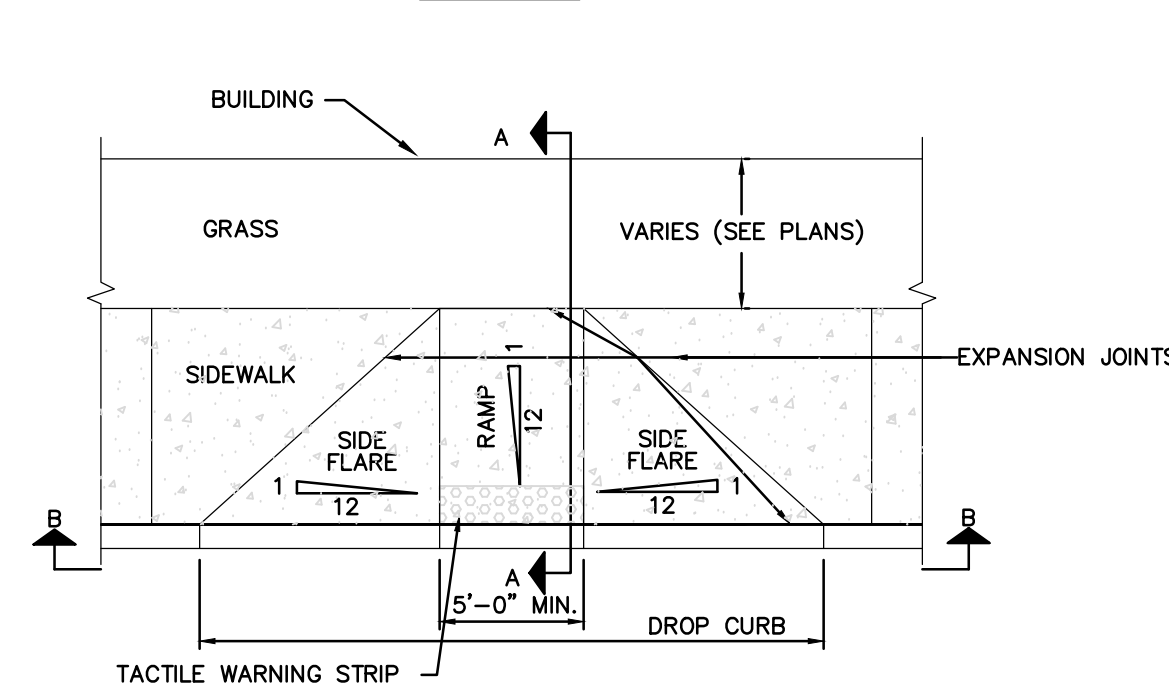 BUILDING
A
GRASS
VARIES (SEE PLANS)
EXPANSION JOINTS
SIDEWALK
RAMP
1
12
SIDE
FLARE
1
12
SIDE
FLARE
1
12
B
B
A
5'-0" MIN.
DROP CURB
TACTILE WARNING STRIP